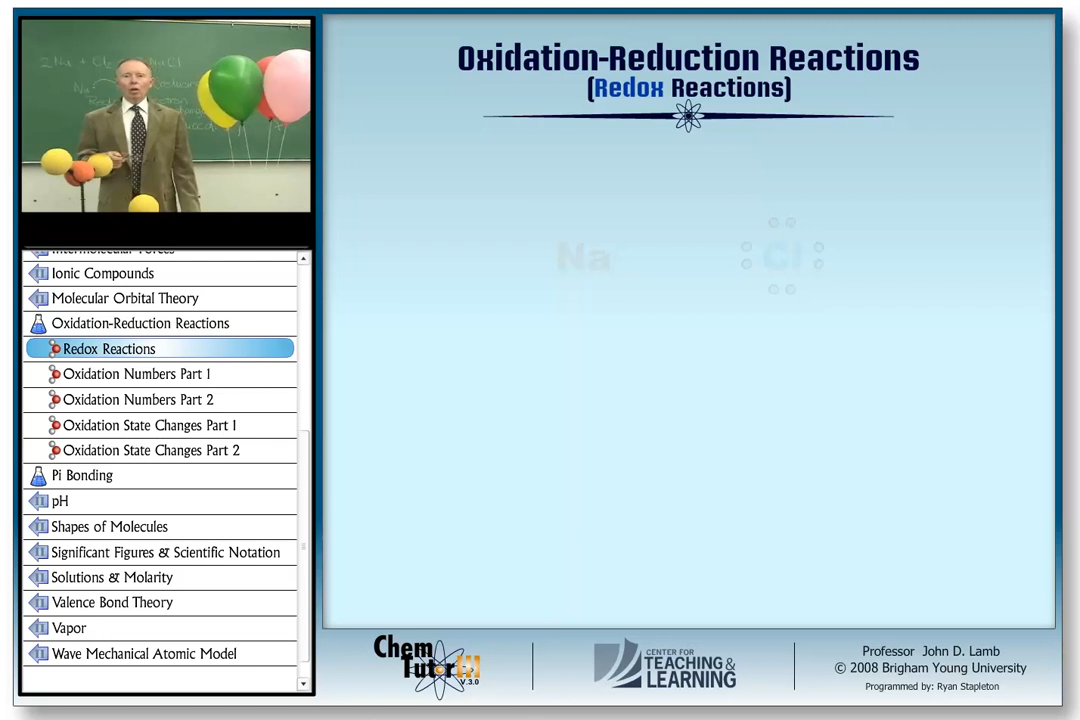 Oxidation-Reduction Reactions
(Redox Reactions)
Na Cl
Ionic Compounds
Molecular Orbital Theory
Oxidation-Reduction Reactions
Redox Reactions
Oxidation Numbers Part 1
Oxidation Numbers Part 2
Oxidation State Changes Part 1
Oxidation State Changes Part 2
Pi Bonding
pH
Shapes of Molecules
Significant Figures & Scientific Notation
Solutions & Molarity
Valence Bond Theory
Vapor
Wave Mechanical Atomic Model
Chem
Tutor
V.3.0
CENTER FOR
TEACHING &
LEARNING
Professor John D. Lamb
© 2008 Brigham Young University
Programmed by: Ryan Stapleton